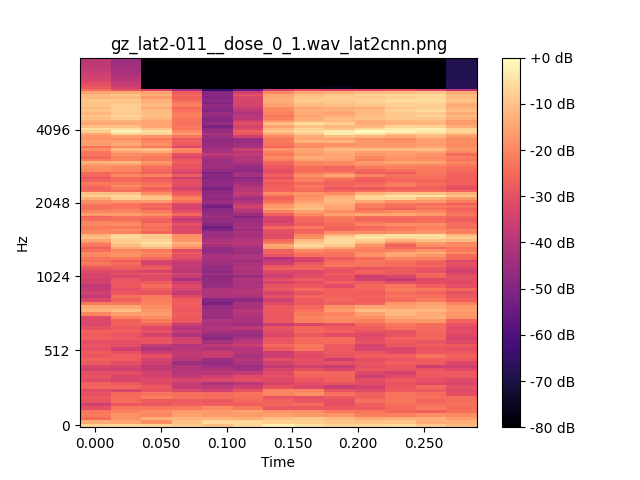 gz_lat2-011__dose_0_1.wav_lat2cnn.png
+0 dB
-10 dB
-20 dB
-30 dB
-40 dB
-50 dB
-60 dB
-70 dB
-80 dB
4096
2048
1024
512
0
Hz
0.000 0.050 0.100 0.150 0.200 0.250
Time